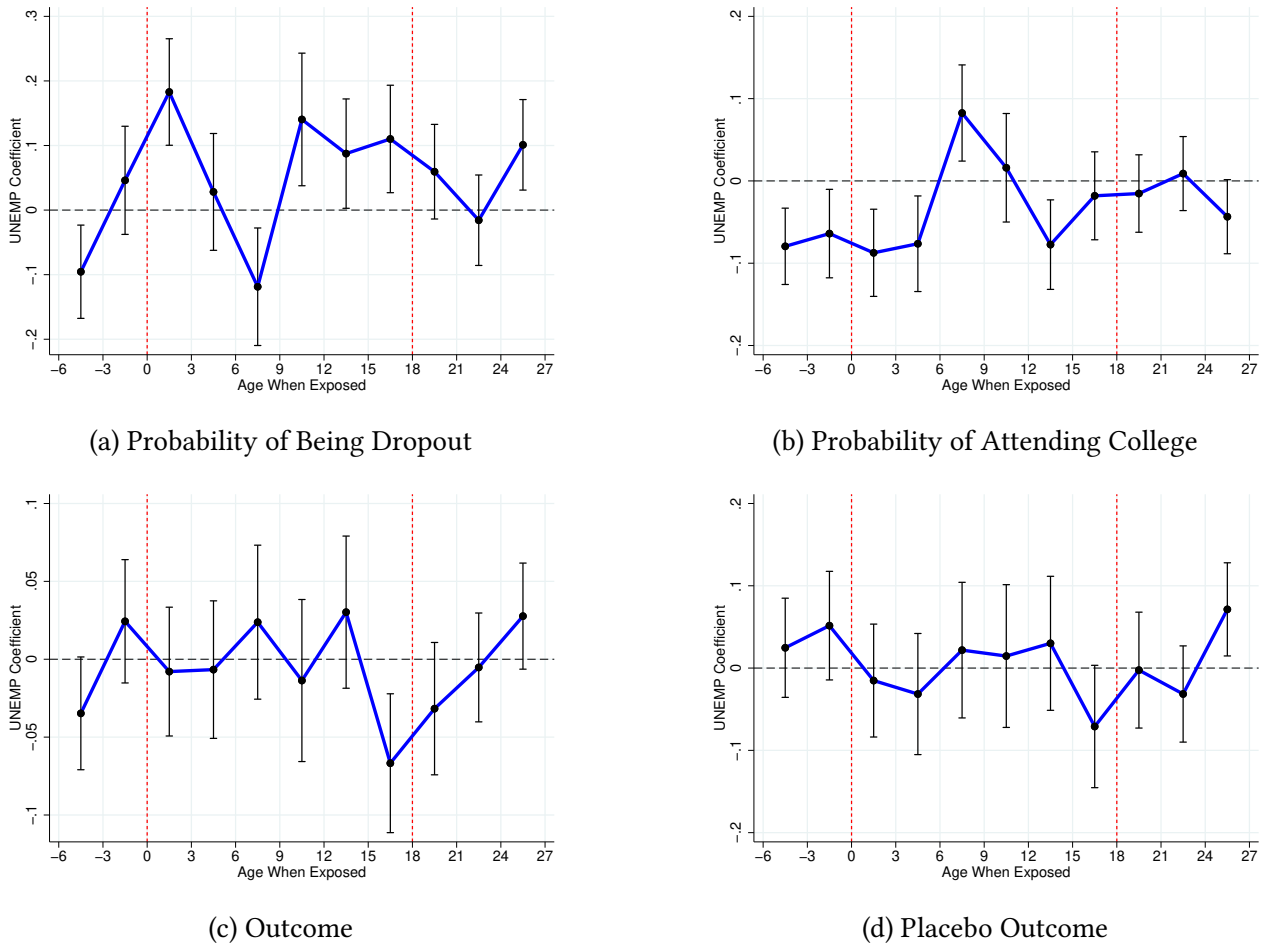 .3
.2
.1
0
−.1
−.2
UNEMP Coefficient
−6 −3 0 3 6 9 12 15 18 21 24 27
Age When Exposed
(a) Probability of Being Dropout
.2
.1
0
−.1
−.2
UNEMP Coefficient
−6 −3 0 3 6 9 12 15 18 21 24 27
Age When Exposed
(b) Probability of Attending College
.1
.05
0
−.05
−.1
UNEMP Coefficient
−6 −3 0 3 6 9 12 15 18 21 24 27
Age When Exposed
(c) Outcome
.2
.1
0
−.1
−.2
UNEMP Coefficient
−6 −3 0 3 6 9 12 15 18 21 24 27
Age When Exposed
(d) Placebo Outcome